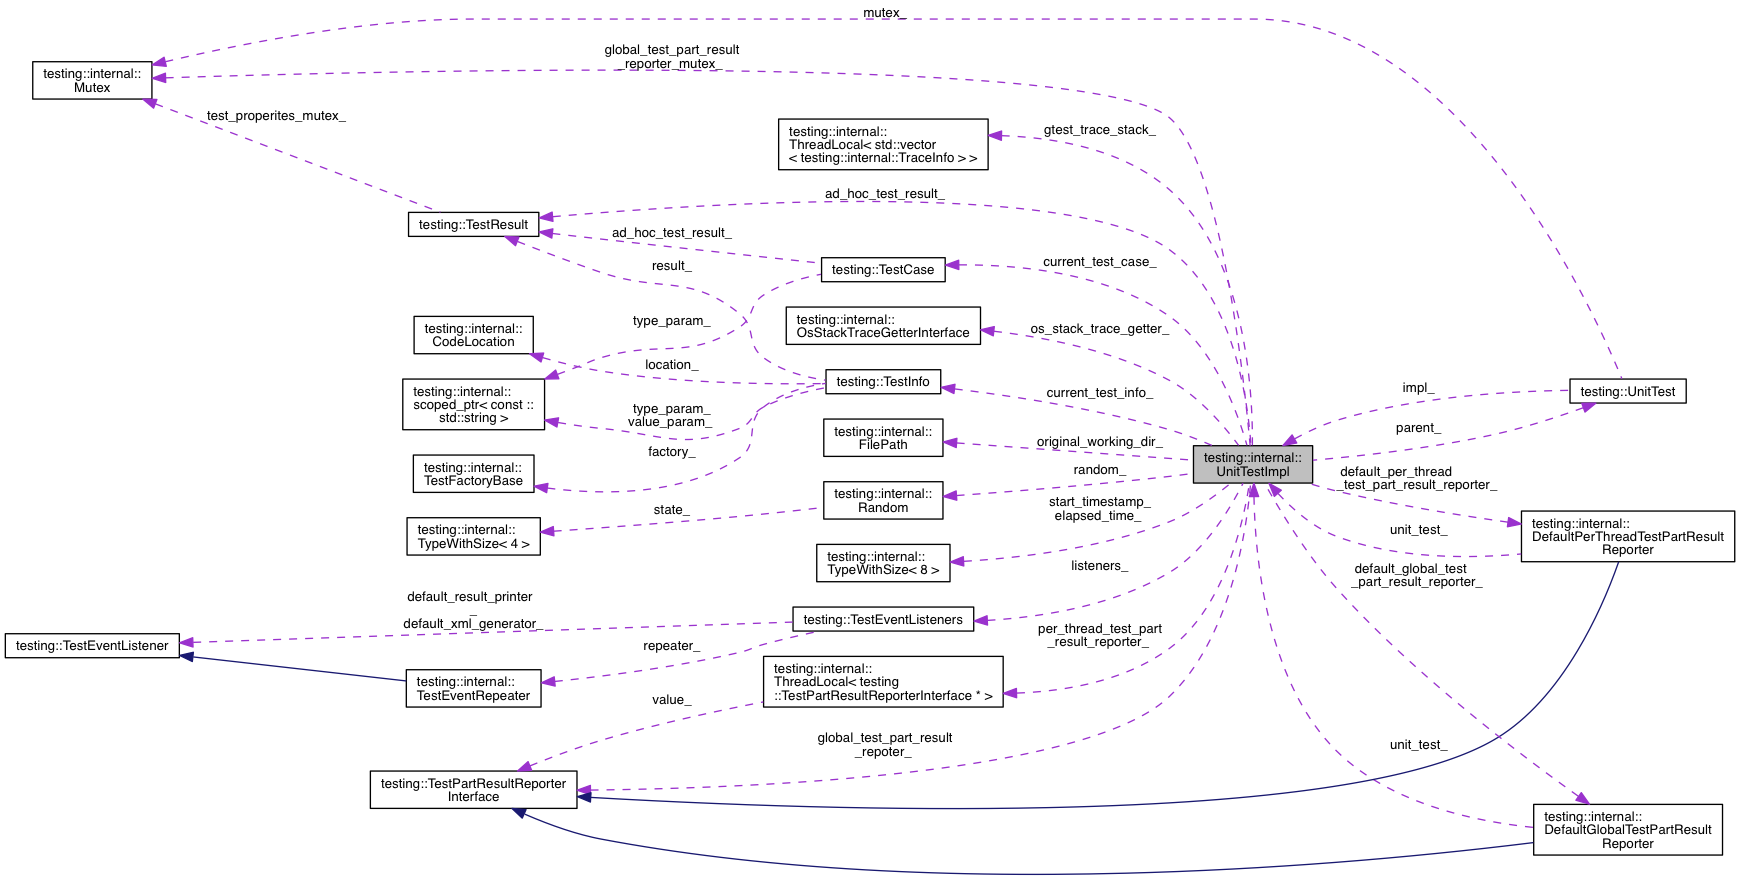 mutex_
global_test_part_result
_reporter_mutex_
testing::internal::
Mutex
test_properites_mutex_
testing::internal::
ThreadLocal< std::vector
< testing::internal::TraceInfo > >
gtest_trace_stack_
ad_hoc_test_result_
testing::TestResult
ad_hoc_test_result_
result_
testing::TestCase
current_test_case_
testing::internal::
CodeLocation
type_param_
testing::internal::
OsStackTraceGetterInterface
os_stack_trace_getter_
location_
testing::TestInfo
current_test_info_
testing::internal::
scoped_ptr< const ::
std::string >
type_param_
value_param_
factory_
testing::internal::
FilePath
original_working_dir_
impl_
testing::UnitTest
parent_
testing::internal::
UnitTestImpl
testing::internal::
TestFactoryBase
random_
default_per_thread
_test_part_result_reporter_
testing::internal::
Random
state_
start_timestamp_
elapsed_time_
testing::internal::
TypeWithSize< 4 >
unit_test_
testing::internal::
DefaultPerThreadTestPartResult
Reporter
testing::internal::
TypeWithSize< 8 >
listeners_
default_global_test
_part_result_reporter_
default_result_printer
_
default_xml_generator_
testing::TestEventListeners
testing::TestEventListener
repeater_
per_thread_test_part
_result_reporter_
testing::internal::
TestEventRepeater
testing::internal::
ThreadLocal< testing
::TestPartResultReporterInterface * >
value_
global_test_part_result
_repoter_
unit_test_
testing::TestPartResultReporter
Interface
testing::internal::
DefaultGlobalTestPartResult
Reporter